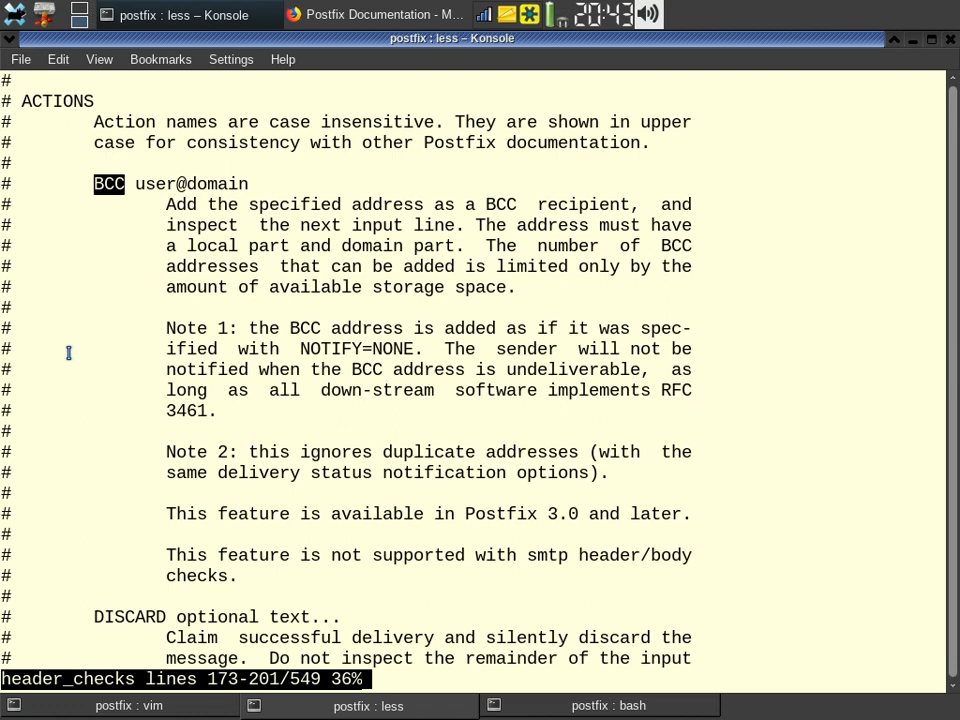 postfix : less – Konsole
Postfix Documentation - M...
20:43
postfix : less – Konsole
File Edit View Bookmarks Settings Help
#
# ACTIONS
#        Action names are case insensitive. They are shown in upper
#        case for consistency with other Postfix documentation.
#
#        BCC user@domain
#               Add the specified address as a BCC  recipient,  and
#               inspect  the next input line. The address must have
#               a local part and domain part.  The  number  of  BCC
#               addresses  that can be added is limited only by the
#               amount of available storage space.
#
#               Note 1: the BCC address is added as if it was spec-
#               ified  with  NOTIFY=NONE.  The  sender  will not be
#               notified when the BCC address is undeliverable,  as
#               long  as  all  down-stream  software implements RFC
#               3461.
#
#               Note 2: this ignores duplicate addresses (with  the
#               same delivery status notification options).
#
#               This feature is available in Postfix 3.0 and later.
#
#               This feature is not supported with smtp header/body
#               checks.
#
#        DISCARD optional text...
#               Claim  successful delivery and silently discard the
#               message.  Do not inspect the remainder of the input
header_checks lines 173-201/549 36%
postfix : vim
postfix : less
postfix : bash